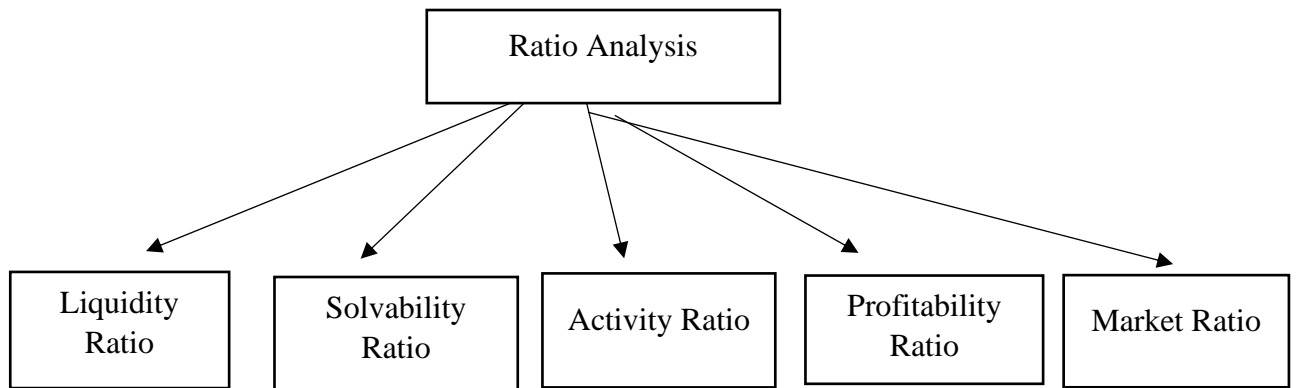 Ratio Analysis
Liquidity
Ratio
Solvability
Ratio
Activity Ratio
Profitability
Ratio
Market Ratio